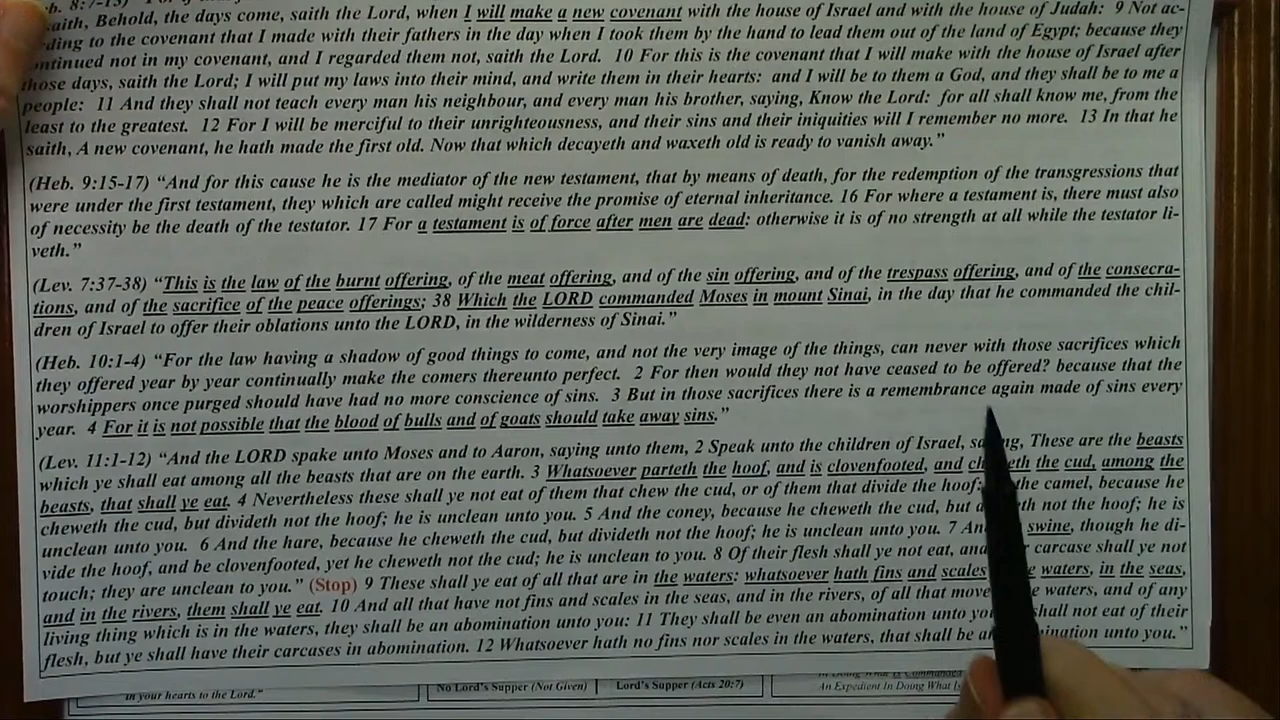 8:7-13)
saith, Behold, the days come, saith the Lord, when I will make a new covenant with the house of Israel and with the house of Judah: 9 Not ac-
ding to the covenant that I made with their fathers in the day when I took them by the hand to lead them out of the land of Egypt; because they
ntinued not in my covenant, and I regarded them not, saith the Lord. 10 For this is the covenant that I will make with the house of Israel after
those days, saith the Lord; I will put my laws into their mind, and write them in their hearts: and I will be to them a God, and they shall be to me a
people: 11 And they shall not teach every man his neighbour, and every man his brother, saying, Know the Lord: for all shall know me, from the
least to the greatest. 12 For I will be merciful to their unrighteousness, and their sins and their iniquities will I remember no more. 13 In that he
saith, A new covenant, he hath made the first old. Now that which decayeth and waxeth old is ready to vanish away."
(Heb. 9:15-17) "And for this cause he is the mediator of the new testament, that by means of death, for the redemption of the transgressions that
were under the first testament, they which are called might receive the promise of eternal inheritance. 16 For where a testament is, there must also
of necessity be the death of the testator. 17 For a testament is of force after men are dead: otherwise it is of no strength at all while the testator li-
veth."
(Lev. 7:37-38) "This is the law of the burnt offering, of the meat offering, and of the sin offering, and of the trespass offering, and of the consecra-
tions, and of the sacrifice of the peace offerings; 38 Which the LORD commanded Moses in mount Sinai, in the day that he commanded the chil-
dren of Israel to offer their oblations unto the LORD, in the wilderness of Sinai."
(Heb. 10:1-4) "For the law having a shadow of good things to come, and not the very image of the things, can never with those sacrifices which
they offered year by year continually make the comers thereunto perfect. 2 For then would they not have ceased to be offered? because that the
worshippers once purged should have had no more conscience of sins. 3 But in those sacrifices there is a remembrance again made of sins every
year. 4 For it is not possible that the blood of bulls and of goats should take away sins."
(Lev. 11:1-12) "And the LORD spake unto Moses and to Aaron, saying unto them, 2 Speak unto the children of Israel, saying, These are the beasts
which ye shall eat among all the beasts that are on the earth. 3 Whatsoever parteth the hoof, and is clovenfooted, and cheweth the cud, among the
beasts, that shall ye eat. 4 Nevertheless these shall ye not eat of them that chew the cud, or of them that divide the hoof: the camel, because he
cheweth the cud, but divideth not the hoof; he is unclean unto you. 5 And the coney, because he cheweth the cud, but th not the hoof; he is
unclean unto you. 6 And the hare, because he cheweth the cud, but divideth not the hoof; he is unclean unto you. 7 An swine, though he di-
vide the hoof, and be clovenfooted, yet he cheweth not the cud; he is unclean to you. 8 Of their flesh shall ye not eat, and carcase shall ye not
touch; they are unclean to you." (Stop) 9 These shall ye eat of all that are in the waters: whatsoever hath fins and scales waters, in the seas,
and in the rivers, them shall ye eat. 10 And all that have not fins and scales in the seas, and in the rivers, of all that move waters, and of any
living thing which is in the waters, they shall be an abomination unto you: 11 They shall be even an abomination unto you shall not eat of their
flesh, but ye shall have their carcases in abomination. 12 Whatsoever hath no fins nor scales in the waters, that shall be an ination unto you."
in your hearts to the Lord."
No Lord's Supper (Not Given) Lord's Supper (Acts 20:7)
In Doing What Is Commanded
An Expedient In Doing What Is